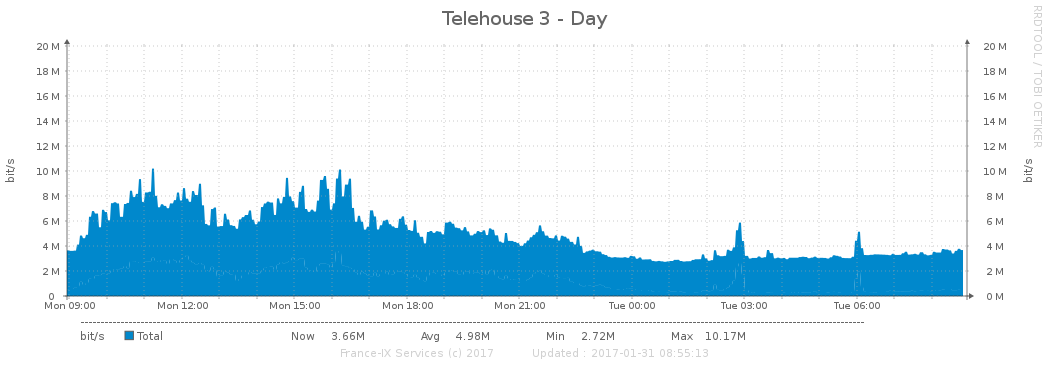 Telehouse 3 - Day
RRDTOOL / TOBI OETIKER
bit/s
20 M 20 M
18 M 18 M
16 M 16 M
14 M 14 M
12 M 12 M
10 M 10 M
8 M 8 M
6 M 6 M
4 M 4 M
2 M 2 M
0 0 M
bit/s
Mon 09:00 Mon 12:00 Mon 15:00 Mon 18:00 Mon 21:00 Tue 00:00 Tue 03:00 Tue 06:00
bit/s Total Now 3.66M Avg 4.98M Min 2.72M Max 10.17M
France-IX Services (c) 2017 Updated : 2017-01-31 08:55:13